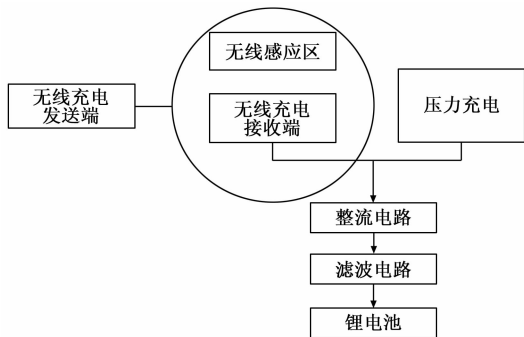 无线感应区
无线充电
发送端
无线充电
接收端
压力充电
整流电路
滤波电路
锂电池